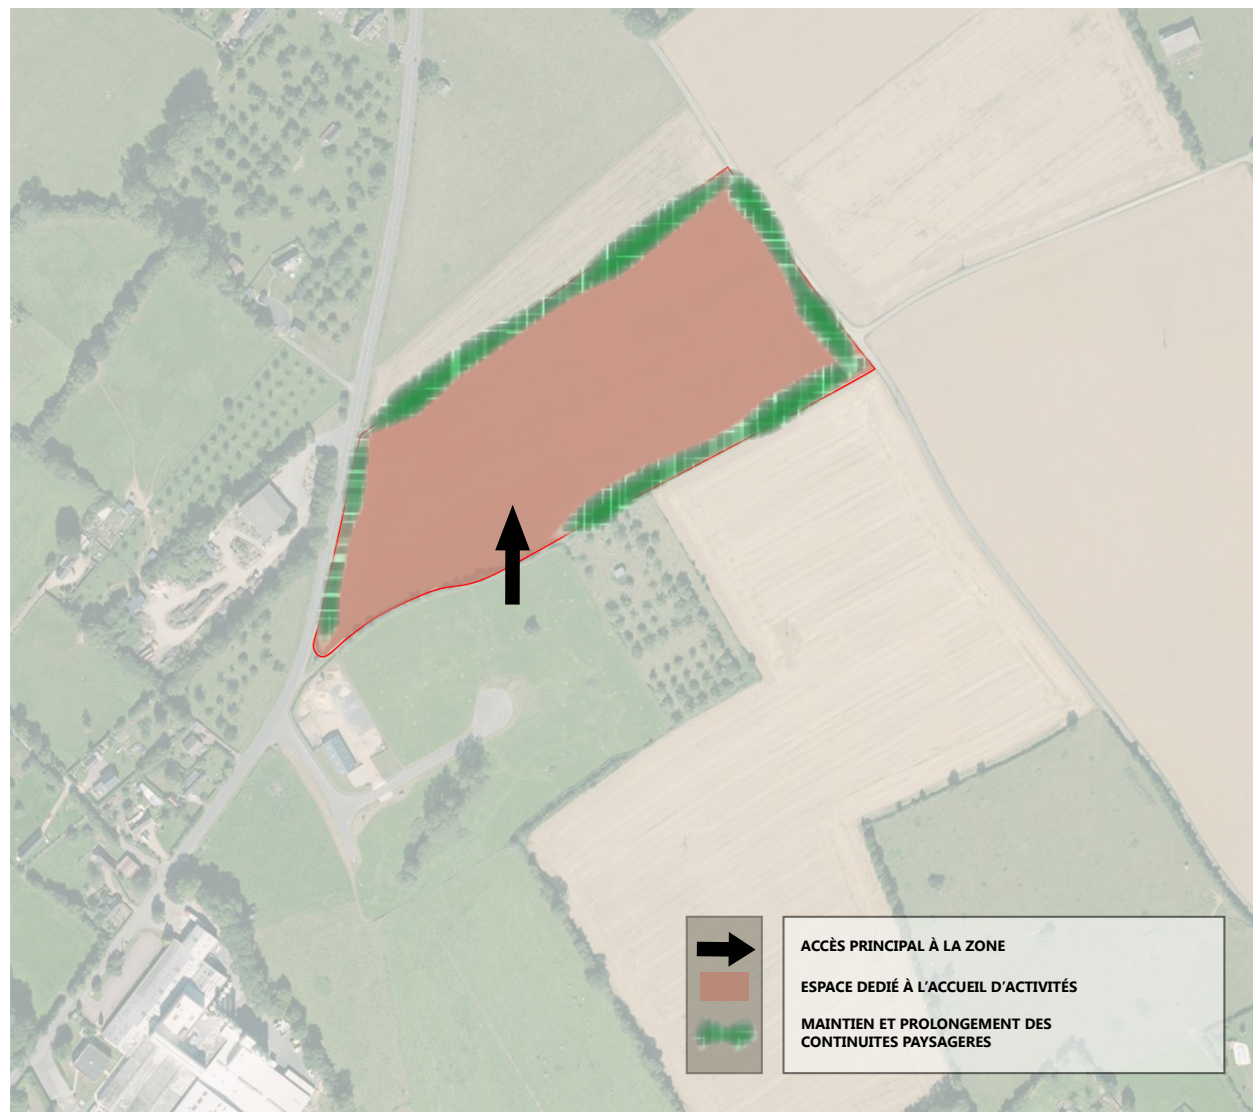 ACCÈS PRINCIPAL À LA ZONE
ESPACE DEDIÉ À L'ACCUEIL D'ACTIVITÉS
MAINTIEN ET PROLONGEMENT DES
CONTINUITES PAYSAGERES